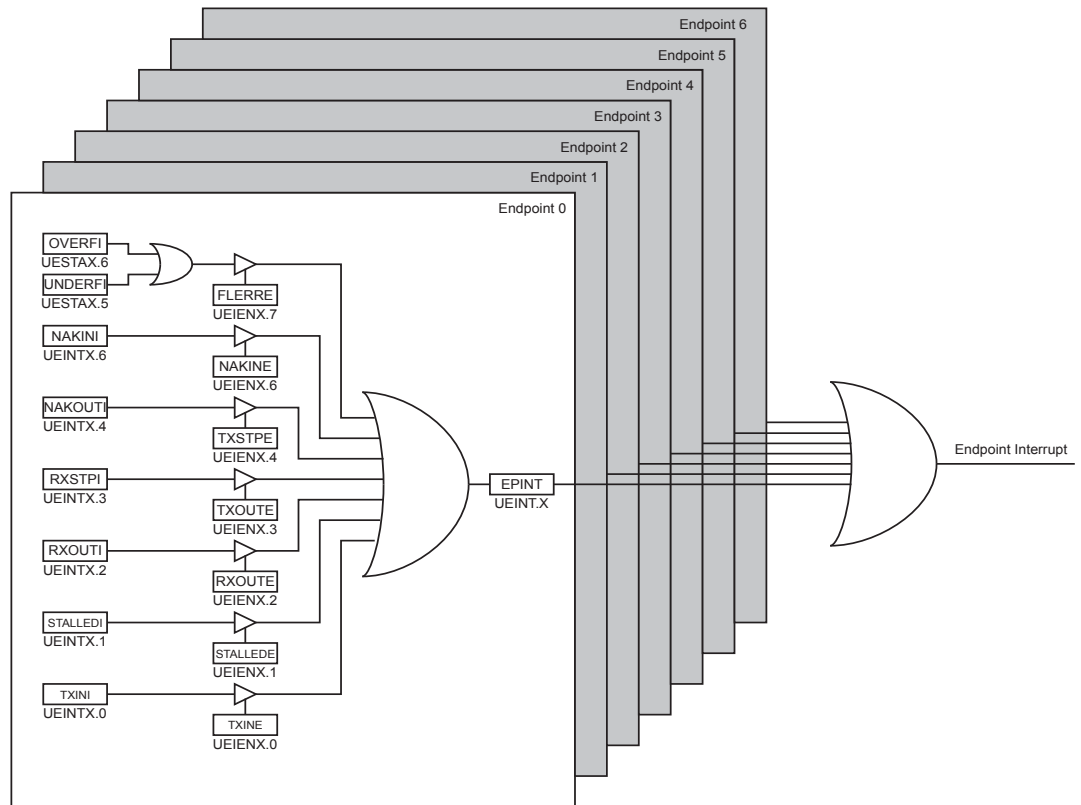 Endpoint 6
Endpoint 5
Endpoint 4
Endpoint 3
Endpoint 2
Endpoint 1
Endpoint 0
OVERFI
UESTAX.6
UNDERFI
UESTAX.5
FLERRE
UEIENX.7
NAKINI
UEINTX.6
NAKINE
UEIENX.6
NAKOUTI
UEINTX.4
TXSTPE
UEIENX.4
RXSTPI
UEINTX.3
TXOUTE
UEIENX.3
RXOUTI
UEINTX.2
RXOUTE
UEIENX.2
STALLEDI
UEINTX.1
STALLEDE
UEIENX.1
TXINI
UEINTX.0
TXINE
UEIENX.0
EPINT
UEINT.X
Endpoint Interrupt